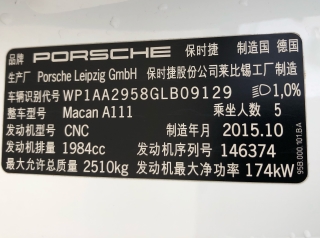 品牌 PORSCHE 保时捷 制造国 德国
生产厂 Porsche Leipzig GmbH 保时捷股份公司莱比锡工厂制造
车辆识别代号 WP1AA2958GLB09129 1,0%
整车型号 Macan A111 乘坐人数 5
发动机型号 CNC 制造年月 2015.10
发动机排量 1984cc 发动机序列号 146374
最大允许总质量 2510kg 发动机最大净功率 174kW
95B 000 101 BA